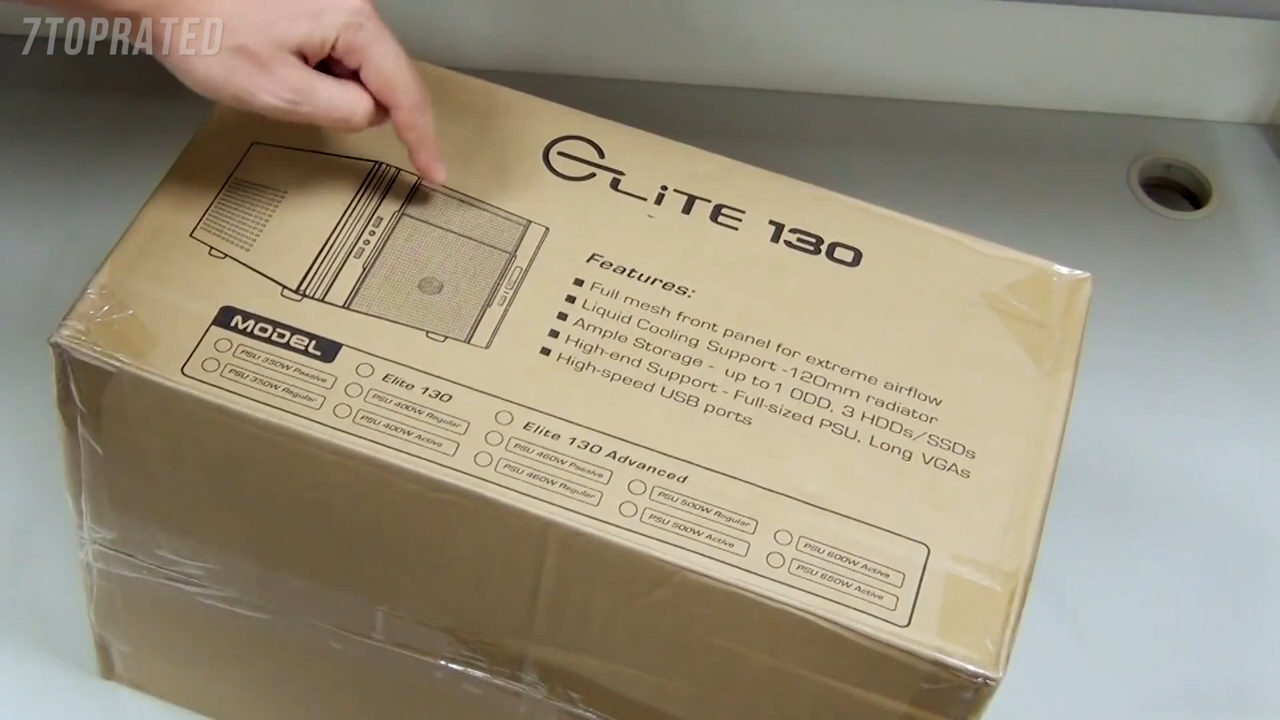 7TOPRATED
ELiTE 130
Features:
■ Full mesh front panel for extreme airflow
■ Liquid Cooling Support -120mm radiator
■ Ample Storage - up to 1 ODD, 3 HDDs/SSDs
■ High-end Support - Full-sized PSU, Long VGAs
■ High-speed USB ports
MODEL
Elite 130
Elite 130 Advanced
PSU 350W Passive
PSU 400W Regular
PSU 460W Passive
PSU 500W Regular
PSU 600W Active
PSU 350W Regular
PSU 400W Active
PSU 460W Regular
PSU 500W Active
PSU 650W Active